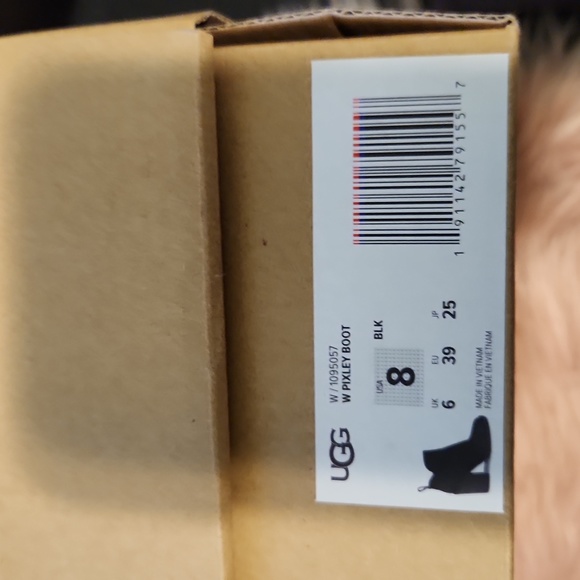 UGG
W / 1095057
W PIXLEY BOOT
BLK
USA
8
UK EU JP
6 39 25
MADE IN VIETNAM
FABRIQUE EN VIETNAM
1 91142 79155 7